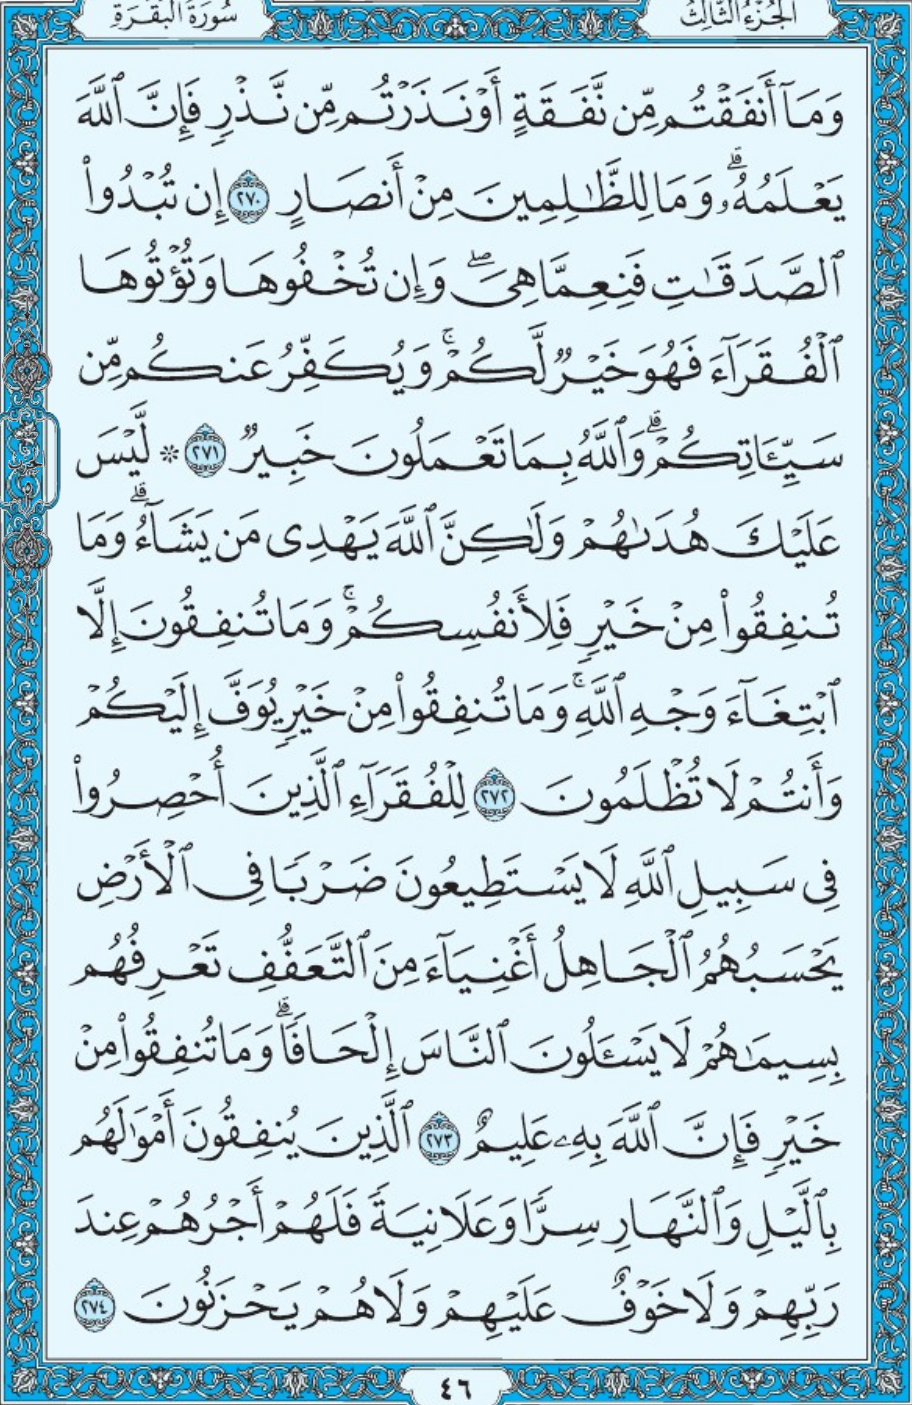 الجُزْءُ الثَّالِثُ
سُورَةُ البَقَرَةِ
وَمَآ أَنفَقْتُم مِّن نَّفَقَةٍ أَوْ نَذَرْتُم مِّن نَّذْرٍ فَإِنَّ ٱللَّهَ
يَعْلَمُهُۥۗ وَمَا لِلظَّٰلِمِينَ مِنْ أَنصَارٍ ٢٧٠ إِن تُبْدُواْ
ٱلصَّدَقَٰتِ فَنِعِمَّا هِىَۖ وَإِن تُخْفُوهَا وَتُؤْتُوهَا
ٱلْفُقَرَآءَ فَهُوَ خَيْرٌ لَّكُمْۚ وَيُكَفِّرُ عَنكُم مِّن
سَيِّـَٔاتِكُمْۗ وَٱللَّهُ بِمَا تَعْمَلُونَ خَبِيرٌ ٢٧١ * لَّيْسَ
عَلَيْكَ هُدَىٰهُمْ وَلَٰكِنَّ ٱللَّهَ يَهْدِى مَن يَشَآءُۗ وَمَا
تُنفِقُواْ مِنْ خَيْرٍ فَلِأَنفُسِكُمْۚ وَمَا تُنفِقُونَ إِلَّا
ٱبْتِغَآءَ وَجْهِ ٱللَّهِۚ وَمَا تُنفِقُواْ مِنْ خَيْرٍ يُوَفَّ إِلَيْكُمْ
وَأَنتُمْ لَا تُظْلَمُونَ ٢٧٢ لِلْفُقَرَآءِ ٱلَّذِينَ أُحْصِرُواْ
فِى سَبِيلِ ٱللَّهِ لَا يَسْتَطِيعُونَ ضَرْبًا فِى ٱلْأَرْضِ
يَحْسَبُهُمُ ٱلْجَاهِلُ أَغْنِيَآءَ مِنَ ٱلتَّعَفُّفِ تَعْرِفُهُم
بِسِيمَٰهُمْ لَا يَسْـَٔلُونَ ٱلنَّاسَ إِلْحَافًاۗ وَمَا تُنفِقُواْ مِنْ
خَيْرٍ فَإِنَّ ٱللَّهَ بِهِۦ عَلِيمٌ ٢٧٣ ٱلَّذِينَ يُنفِقُونَ أَمْوَٰلَهُم
بِٱلَّيْلِ وَٱلنَّهَارِ سِرًّا وَعَلَانِيَةً فَلَهُمْ أَجْرُهُمْ عِندَ
رَبِّهِمْ وَلَا خَوْفٌ عَلَيْهِمْ وَلَا هُمْ يَحْزَنُونَ ٢٧٤
٤٦